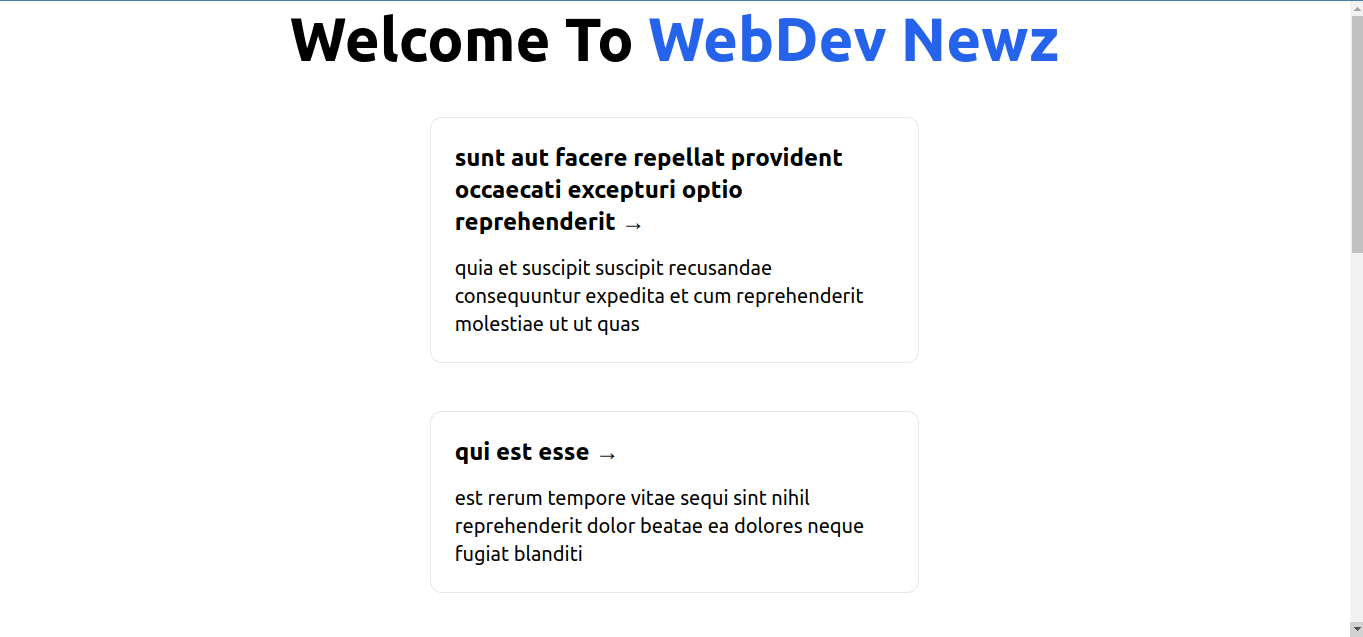 Welcome To WebDev Newz
sunt aut facere repellat provident
occaecati excepturi optio
reprehenderit →
quia et suscipit suscipit recusandae
consequuntur expedita et cum reprehenderit
molestiae ut ut quas
qui est esse →
est rerum tempore vitae sequi sint nihil
reprehenderit dolor beatae ea dolores neque
fugiat blanditi